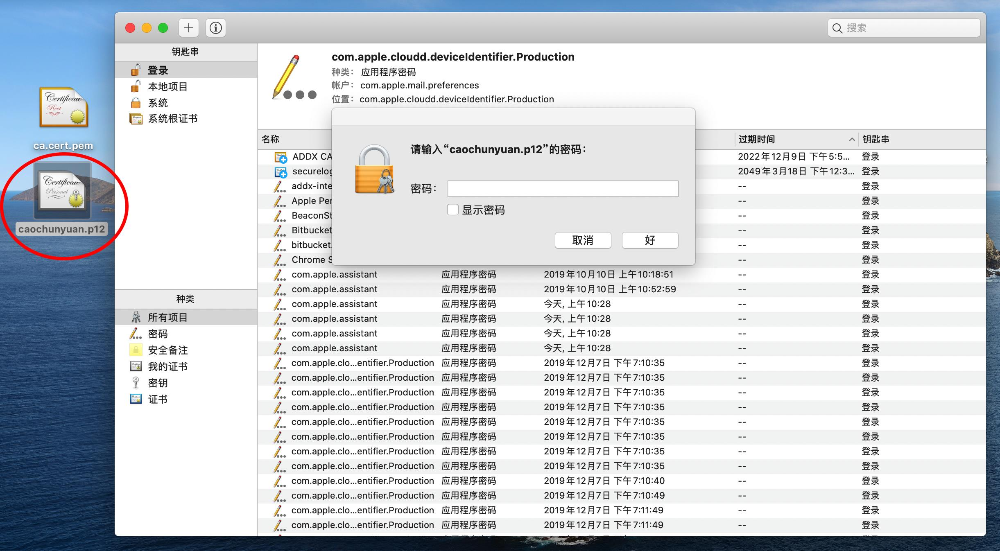 搜索
ca.cert.pem
caochunyuan.p12
钥匙串
登录
本地项目
系统
系统根证书
种类
所有项目
密码
安全备注
我的证书
密钥
证书
com.apple.cloudd.deviceIdentifier.Production
种类： 应用程序密码
帐户： com.apple.mail.preferences
位置： com.apple.cloudd.deviceIdentifier.Production
请输入“caochunyuan.p12”的密码：
密码：
显示密码
取消 好
名称 过期时间 钥匙串
ADDX CA 2022年12月9日 下午5:5... 登录
securelog 2049年3月18日 下午12:3... 登录
addx-inte -- 登录
Apple Per -- 登录
BeaconSt -- 登录
Bitbucket -- 登录
bitbucket. -- 登录
Chrome S -- 登录
com.apple.assistant 应用程序密码 2019年10月10日 上午10:18:51 -- 登录
com.apple.assistant 应用程序密码 2019年10月10日 上午10:52:59 -- 登录
com.apple.assistant 应用程序密码 今天, 上午10:28 -- 登录
com.apple.assistant 应用程序密码 今天, 上午10:28 -- 登录
com.apple.assistant 应用程序密码 今天, 上午10:28 -- 登录
com.apple.assistant 应用程序密码 今天, 上午10:28 -- 登录
com.apple.clo...entifier.Production 应用程序密码 2019年12月7日 下午7:10:35 -- 登录
com.apple.clo...entifier.Production 应用程序密码 2019年12月7日 下午7:10:35 -- 登录
com.apple.clo...entifier.Production 应用程序密码 2019年12月7日 下午7:10:35 -- 登录
com.apple.clo...entifier.Production 应用程序密码 2019年12月7日 下午7:10:35 -- 登录
com.apple.clo...entifier.Production 应用程序密码 2019年12月7日 下午7:10:35 -- 登录
com.apple.clo...entifier.Production 应用程序密码 2019年12月7日 下午7:10:35 -- 登录
com.apple.clo...entifier.Production 应用程序密码 2019年12月7日 下午7:10:35 -- 登录
com.apple.clo...entifier.Production 应用程序密码 2019年12月7日 下午7:10:35 -- 登录
com.apple.clo...entifier.Production 应用程序密码 2019年12月7日 下午7:10:40 -- 登录
com.apple.clo...entifier.Production 应用程序密码 2019年12月7日 下午7:10:49 -- 登录
com.apple.clo...entifier.Production 应用程序密码 2019年12月7日 下午7:11:49 -- 登录
com.apple.clo...entifier.Production 应用程序密码 2019年12月7日 下午7:11:49 -- 登录